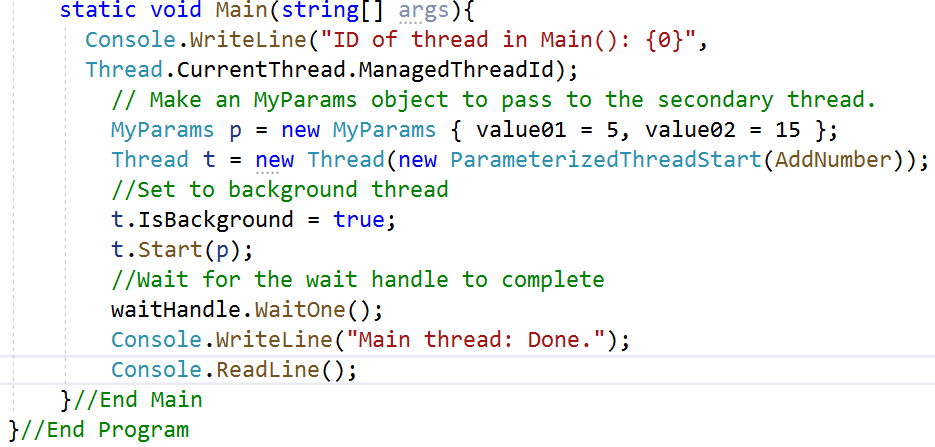 static void Main(string[] args){
Console.WriteLine("ID of thread in Main(): {0}",
Thread.CurrentThread.ManagedThreadId);
// Make an MyParams object to pass to the secondary thread.
MyParams p = new MyParams { value01 = 5, value02 = 15 };
Thread t = new Thread(new ParameterizedThreadStart(AddNumber));
//Set to background thread
t.IsBackground = true;
t.Start(p);
//Wait for the wait handle to complete
waitHandle.WaitOne();
Console.WriteLine("Main thread: Done.");
Console.ReadLine();
}//End Main
}//End Program